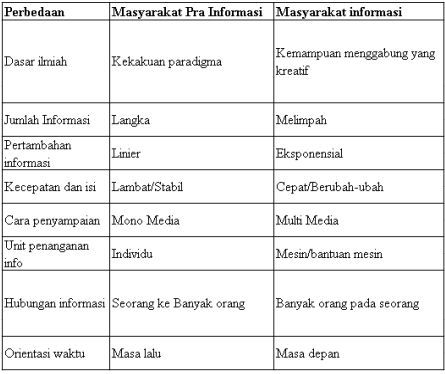 Perbedaan Masyarakat Pra Informasi Masyarakat informasi
Dasar ilmiah Kekakuan paradigma Kemampuan menggabung yang
kreatif
Jumlah Informasi Langka Melimpah
Pertambahan
informasi Linier Eksponensial
Kecepatan dan isi Lambat/Stabil Cepat/Berubah-ubah
Cara penyampaian Mono Media Multi Media
Unit penanganan
info Individu Mesin/bantuan mesin
Hubungan informasi Seorang ke Banyak orang Banyak orang pada seorang
Orientasi waktu Masa lalu Masa depan